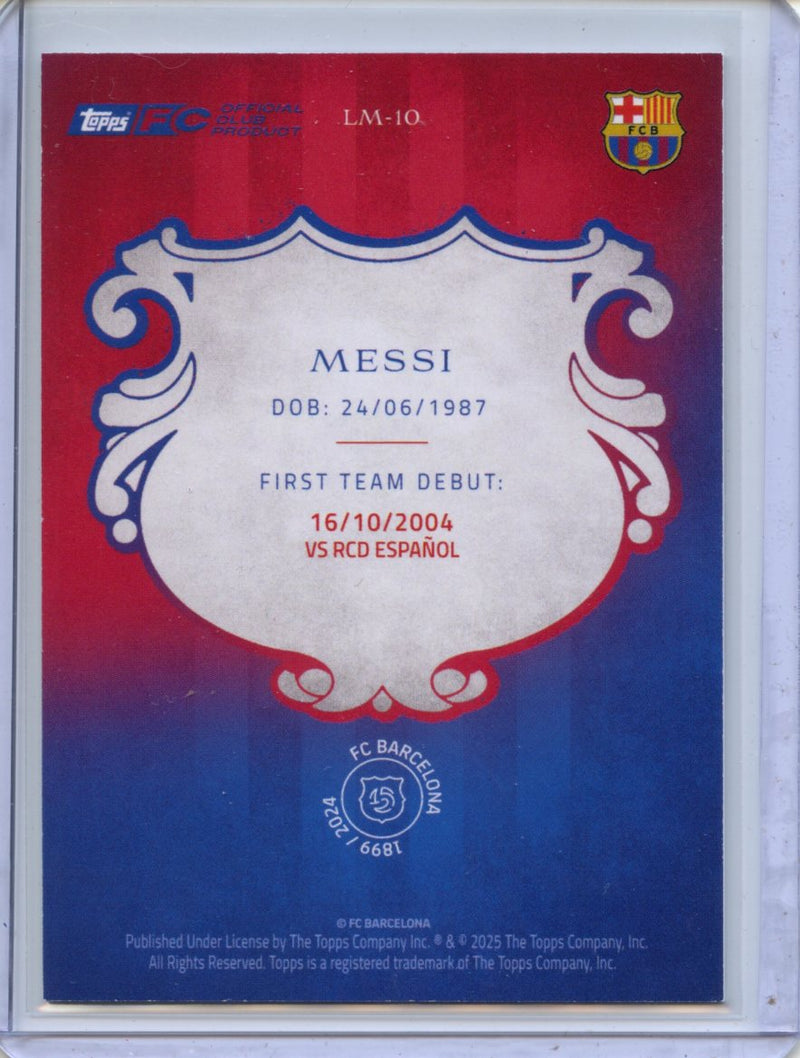 topps FC OFFICIAL
CLUB
PRODUCT
LM-10
FCB
MESSI
DOB: 24/06/1987
FIRST TEAM DEBUT:
16/10/2004
VS RCD ESPAÑOL
FC BARCELONA
1899 / 2024
© FC BARCELONA
Published Under License by The Topps Company Inc. ® & © 2025 The Topps Company, Inc.
All Rights Reserved. Topps is a registered trademark of The Topps Company, Inc.